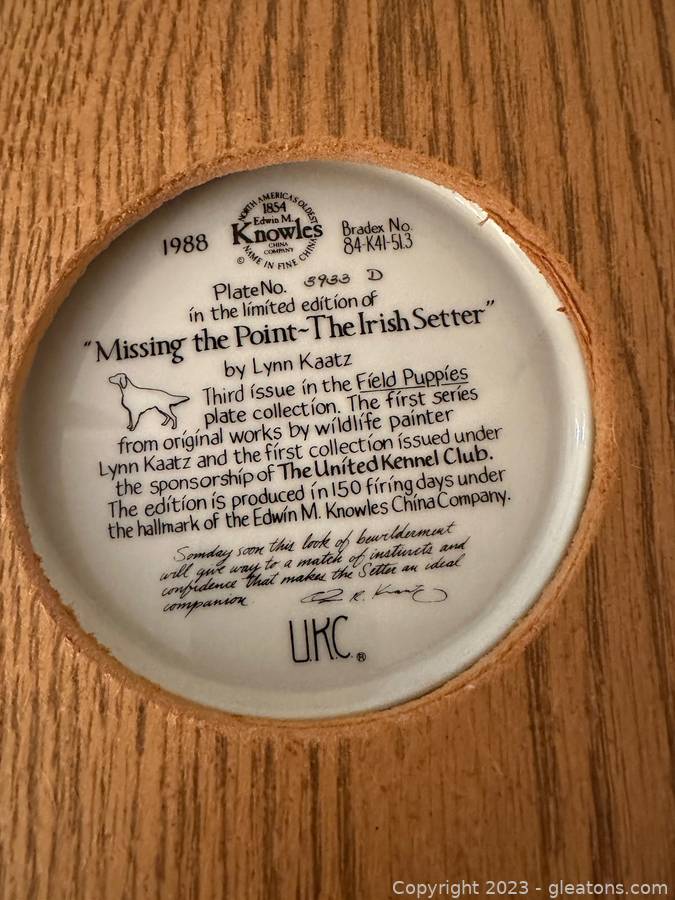 1988
NORTH AMERICA'S OLDEST
1854
Edwin M.
Knowles
CHINA
COMPANY
© NAME IN FINE CHINA
Bradex No.
84-K41-51.3
Plate No. 5933 D
in the limited edition of
"Missing the Point~The Irish Setter"
by Lynn Kaatz
Third issue in the Field Puppies
plate collection. The first series
from original works by wildlife painter
Lynn Kaatz and the first collection issued under
the sponsorship of The United Kennel Club.
The edition is produced in 150 firing days under
the hallmark of the Edwin M. Knowles China Company.
Somday soon this look of bewilderment
will give way to a match of instincts and
confidence that makes the Setter an ideal
companion.
U.K.C.®
Copyright 2023 - gleatons.com